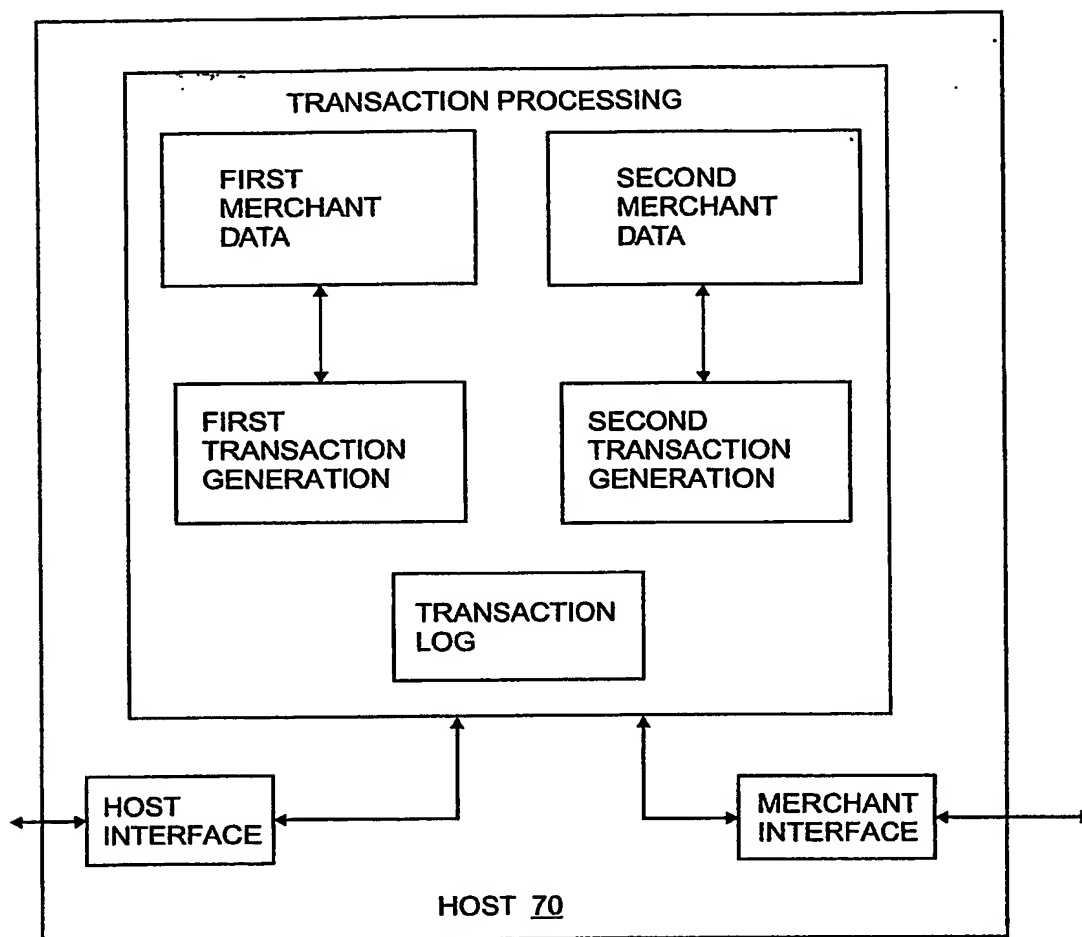 TRANSACTION PROCESSING
FIRST
MERCHANT
DATA
SECOND
MERCHANT
DATA
FIRST
TRANSACTION
GENERATION
SECOND
TRANSACTION
GENERATION
TRANSACTION
LOG
HOST
INTERFACE
MERCHANT
INTERFACE
HOST 70